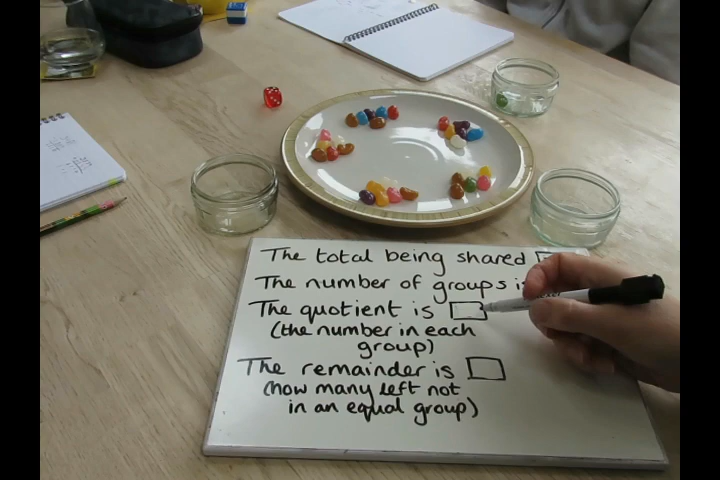 The total being shared
The number of groups is
The quotient is
(the number in each
group)
The remainder is
(how many left not
in an equal group)